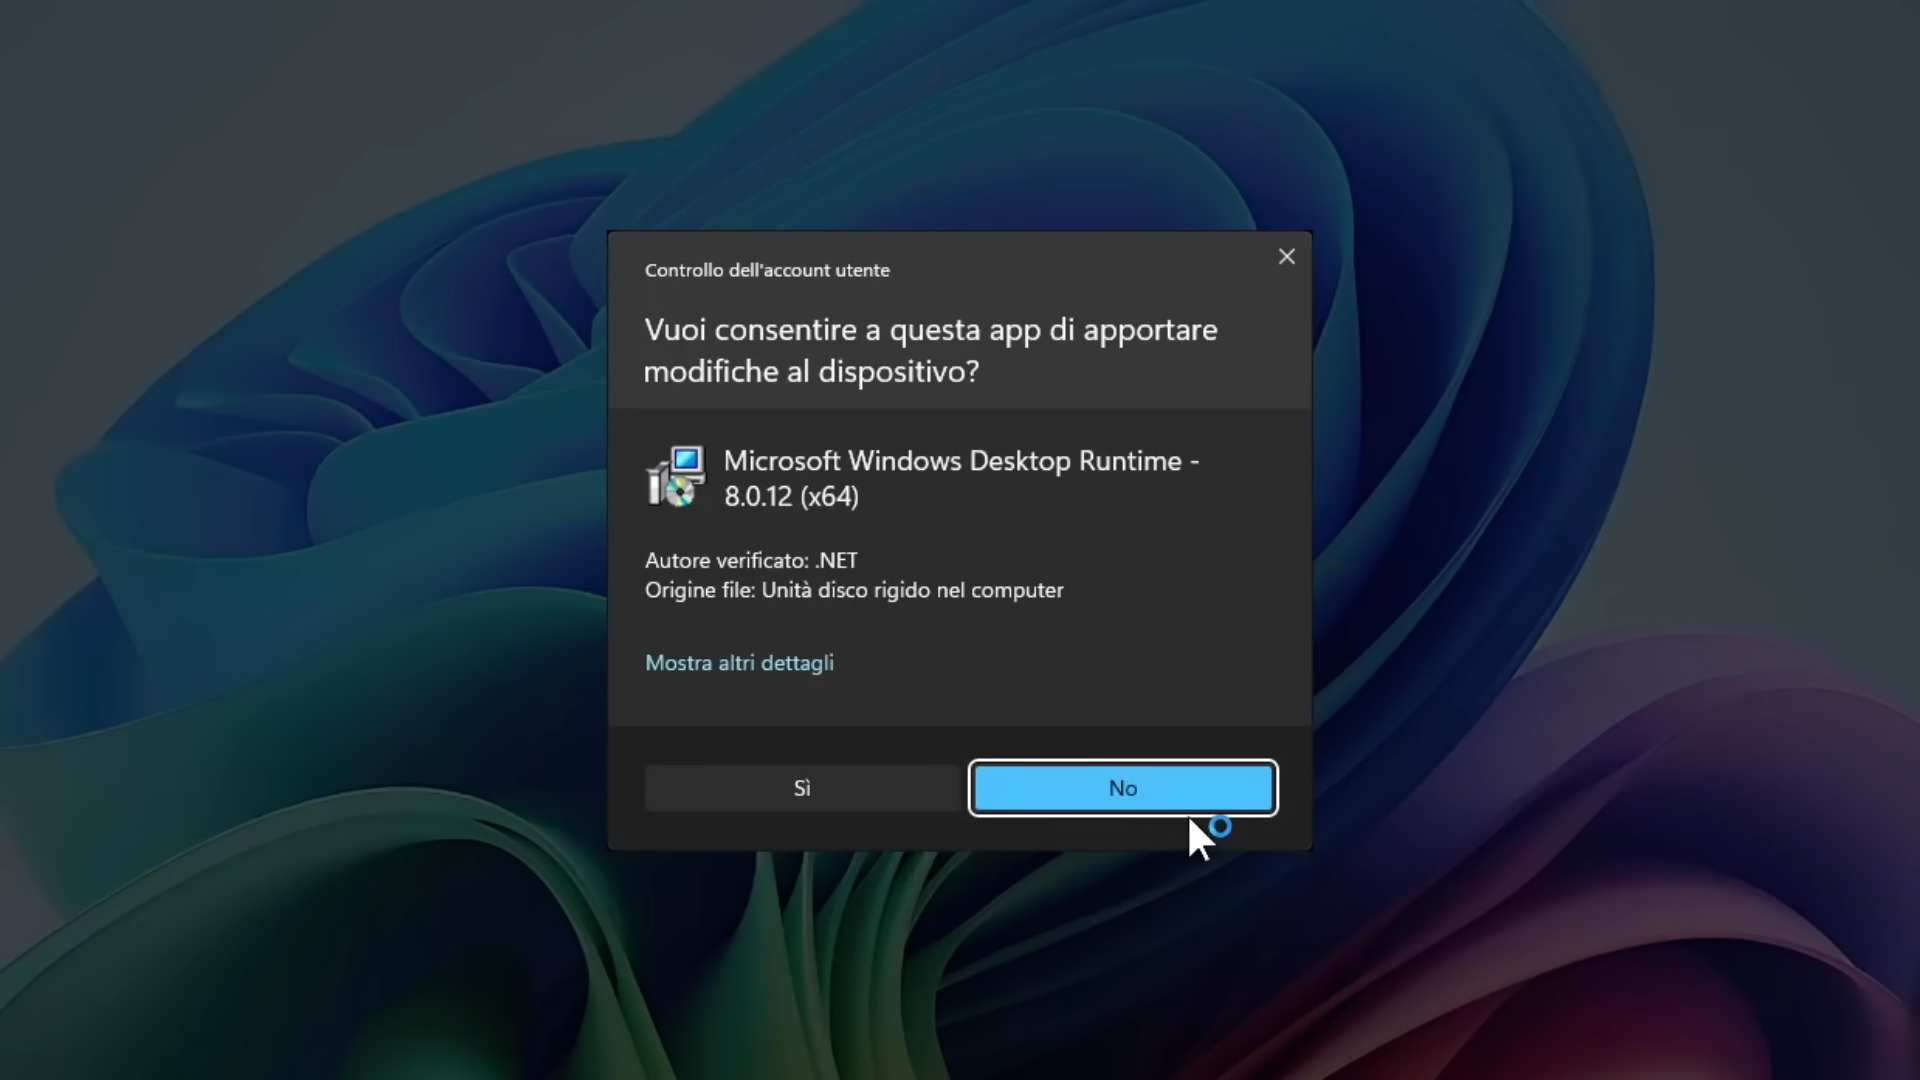 Controllo dell'account utente
Vuoi consentire a questa app di apportare
modifiche al dispositivo?
Microsoft Windows Desktop Runtime -
8.0.12 (x64)
Autore verificato: .NET
Origine file: Unità disco rigido nel computer
Mostra altri dettagli
Sì
No